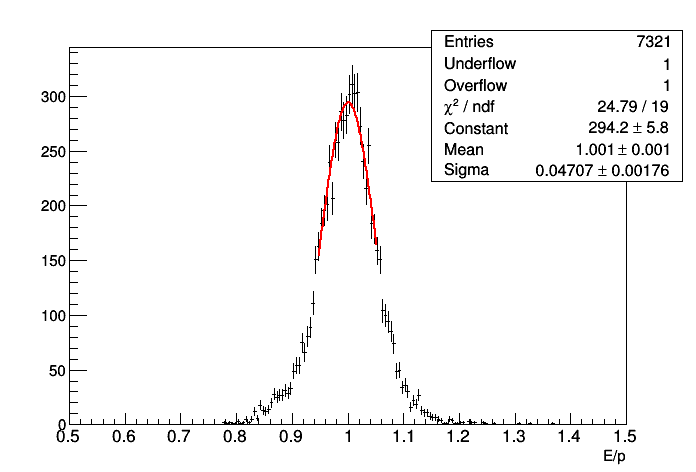 Entries 7321
Underflow 1
Overflow 1
χ² / ndf 24.79 / 19
Constant 294.2 ± 5.8
Mean 1.001 ± 0.001
Sigma 0.04707 ± 0.00176
300
250
200
150
100
50
0
0.5 0.6 0.7 0.8 0.9 1 1.1 1.2 1.3 1.4 1.5
E/p